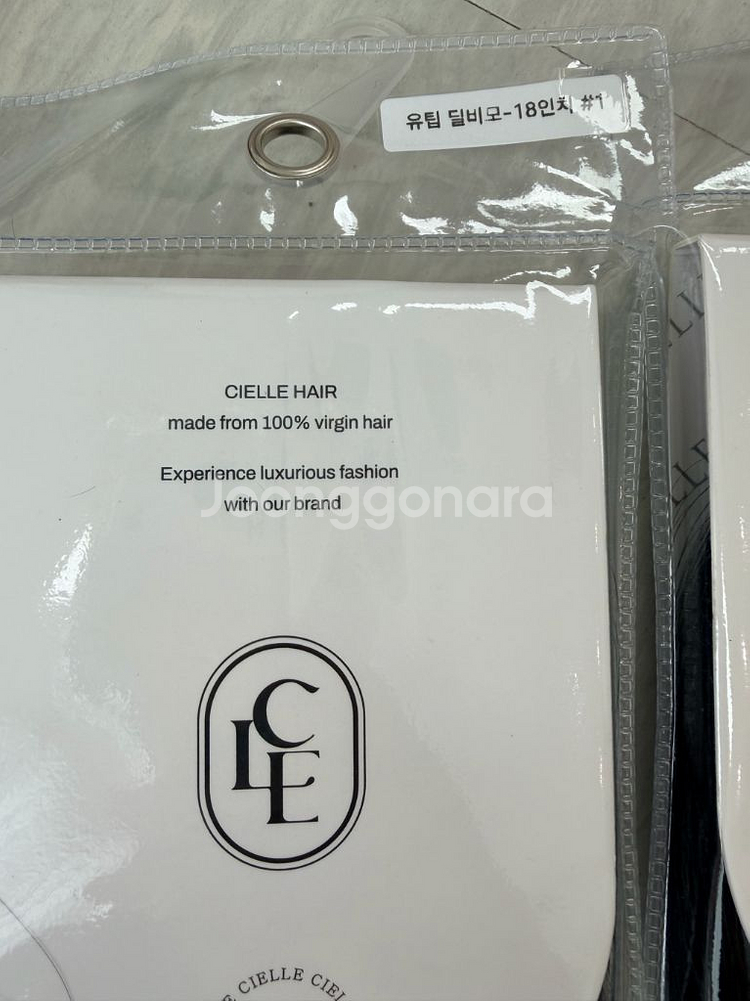 유팁 딜비모-18인치 #1
CIELLE HAIR
made from 100% virgin hair
Experience luxurious fashion
with our brand
Joonggonara
CLE
CIELLE